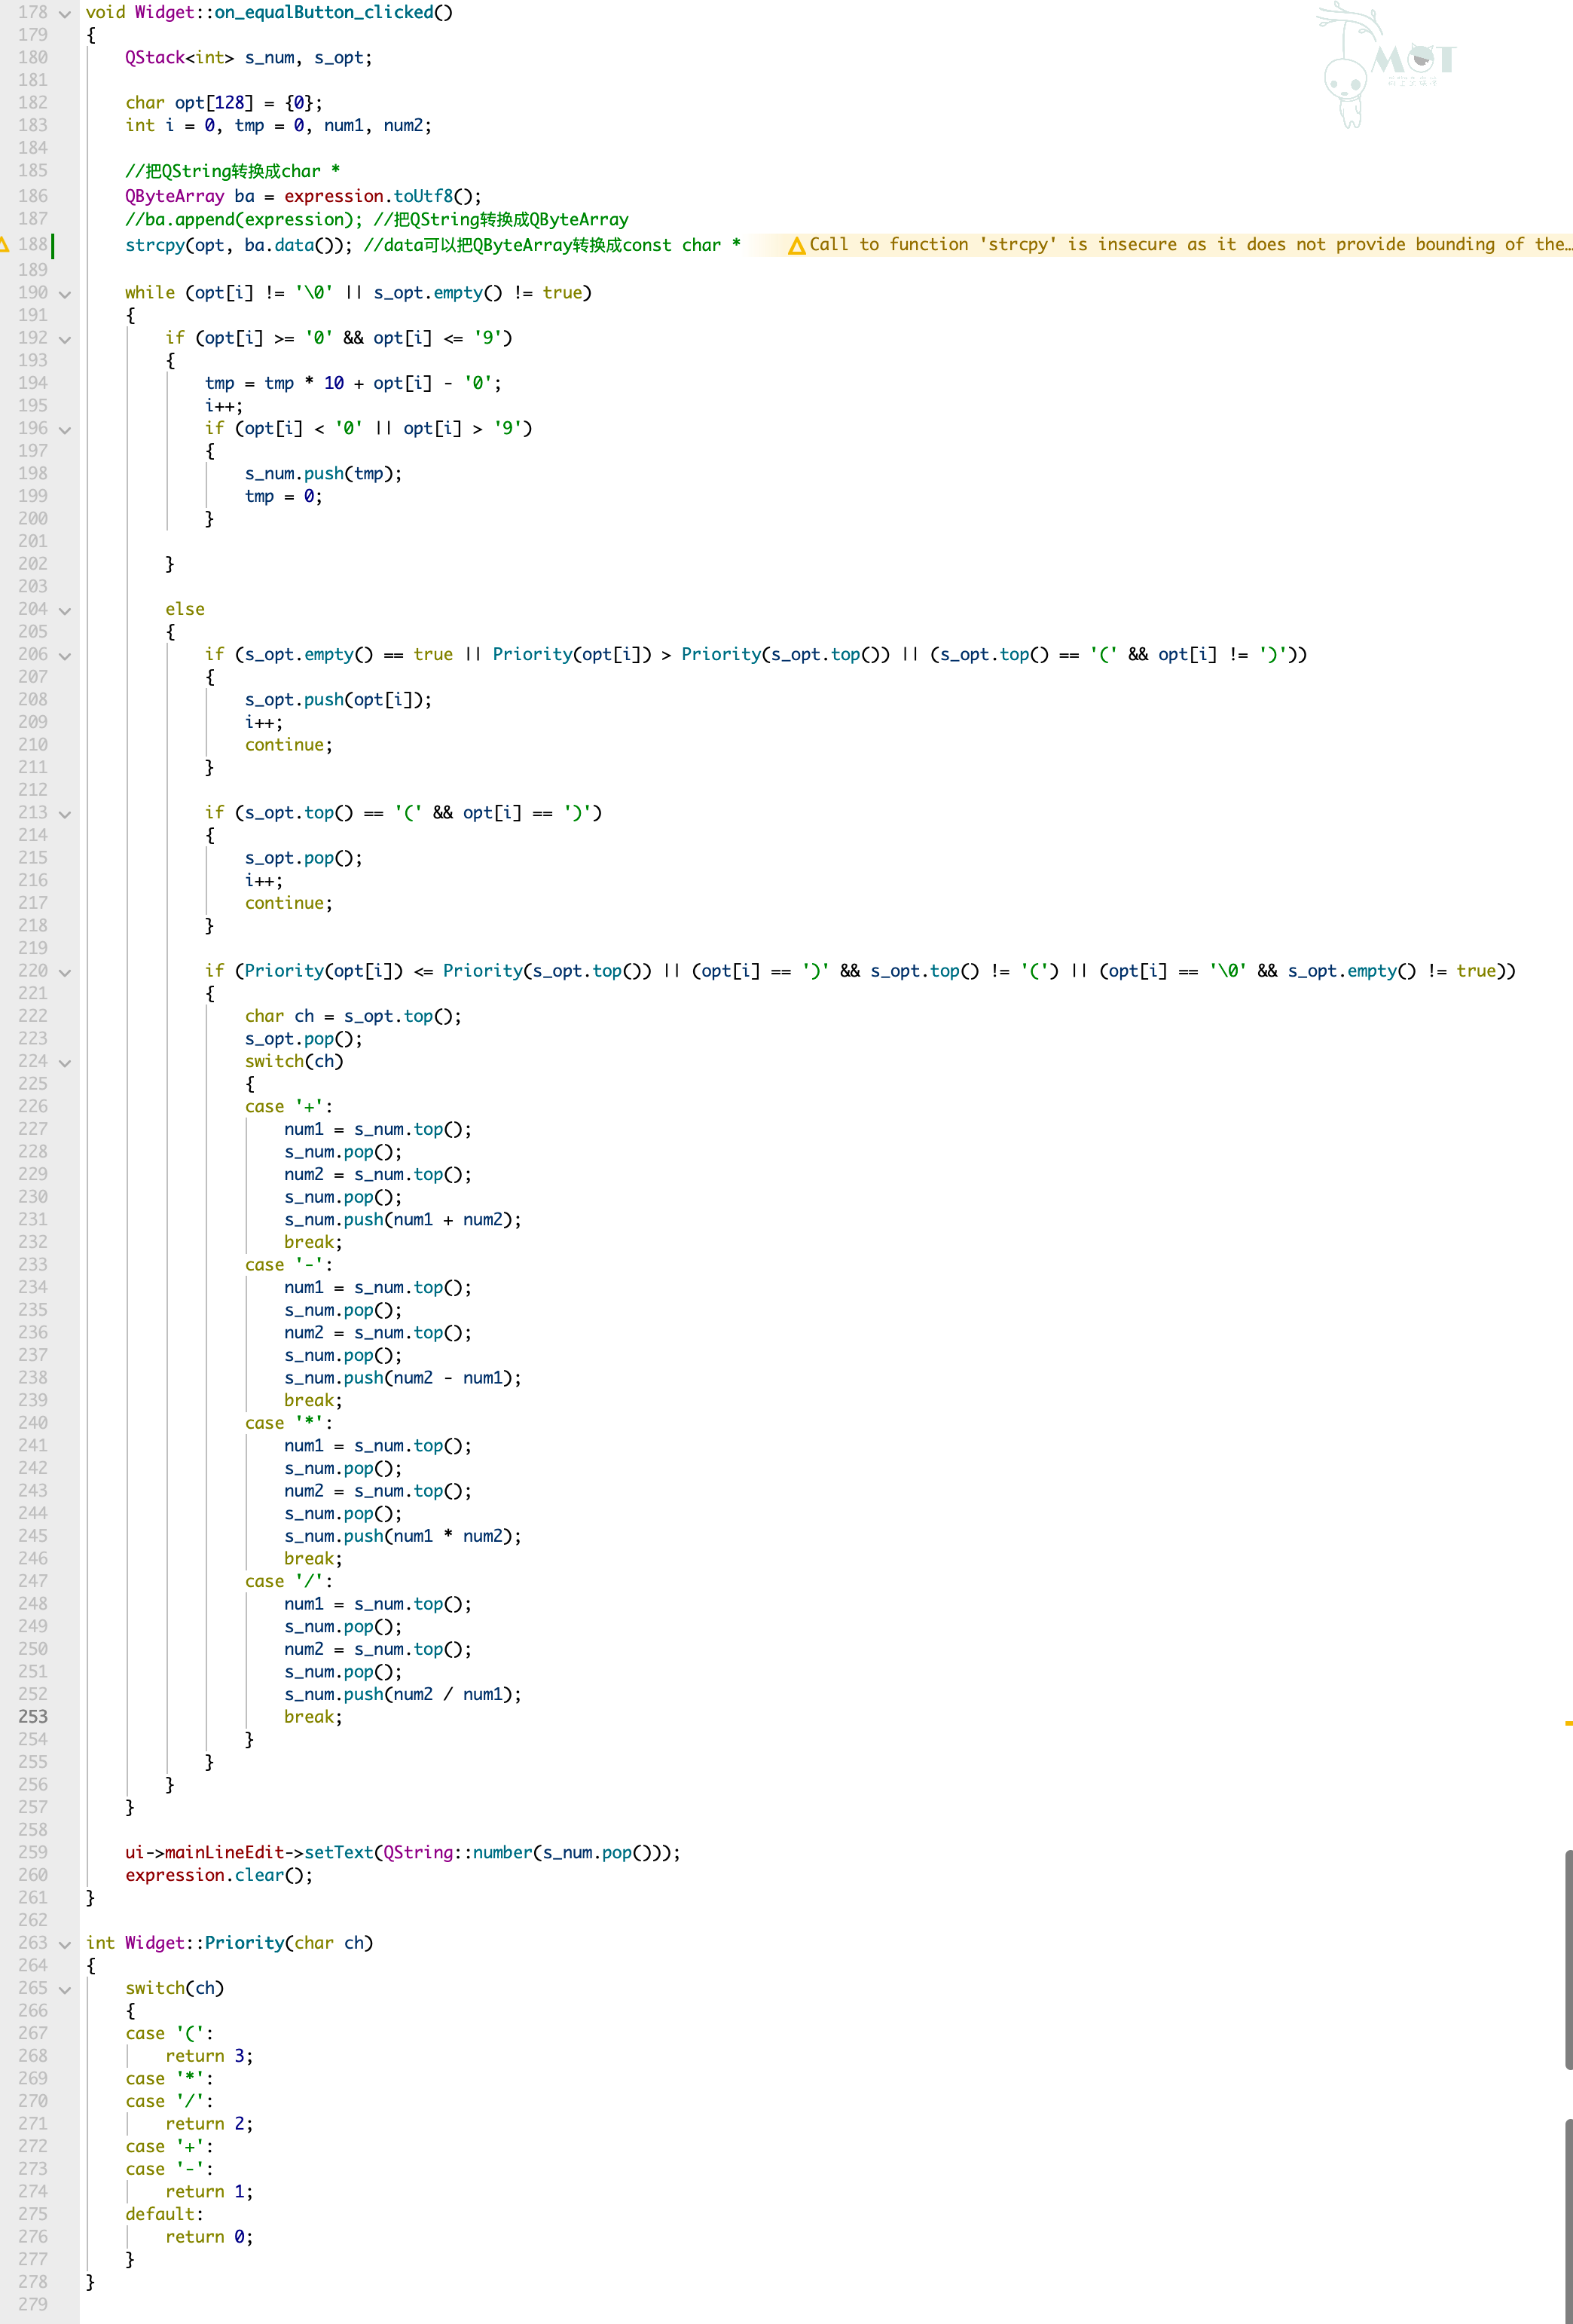 178 void Widget::on_equalButton_clicked()
179 {
180 QStack<int> s_num, s_opt;
181
182 char opt[128] = {0};
183 int i = 0, tmp = 0, num1, num2;
184
185 //把QString转换成char *
186 QByteArray ba = expression.toUtf8();
187 //ba.append(expression); //把QString转换成QByteArray
188 strcpy(opt, ba.data()); //data可以把QByteArray转换成const char * Call to function 'strcpy' is insecure as it does not provide bounding of the…
189
190 while (opt[i] != '\0' || s_opt.empty() != true)
191 {
192 if (opt[i] >= '0' && opt[i] <= '9')
193 {
194 tmp = tmp * 10 + opt[i] - '0';
195 i++;
196 if (opt[i] < '0' || opt[i] > '9')
197 {
198 s_num.push(tmp);
199 tmp = 0;
200 }
201
202 }
203
204 else
205 {
206 if (s_opt.empty() == true || Priority(opt[i]) > Priority(s_opt.top()) || (s_opt.top() == '(' && opt[i] != ')'))
207 {
208 s_opt.push(opt[i]);
209 i++;
210 continue;
211 }
212
213 if (s_opt.top() == '(' && opt[i] == ')')
214 {
215 s_opt.pop();
216 i++;
217 continue;
218 }
219
220 if (Priority(opt[i]) <= Priority(s_opt.top()) || (opt[i] == ')' && s_opt.top() != '(') || (opt[i] == '\0' && s_opt.empty() != true))
221 {
222 char ch = s_opt.top();
223 s_opt.pop();
224 switch(ch)
225 {
226 case '+':
227 num1 = s_num.top();
228 s_num.pop();
229 num2 = s_num.top();
230 s_num.pop();
231 s_num.push(num1 + num2);
232 break;
233 case '-':
234 num1 = s_num.top();
235 s_num.pop();
236 num2 = s_num.top();
237 s_num.pop();
238 s_num.push(num2 - num1);
239 break;
240 case '*':
241 num1 = s_num.top();
242 s_num.pop();
243 num2 = s_num.top();
244 s_num.pop();
245 s_num.push(num1 * num2);
246 break;
247 case '/':
248 num1 = s_num.top();
249 s_num.pop();
250 num2 = s_num.top();
251 s_num.pop();
252 s_num.push(num2 / num1);
253 break;
254 }
255 }
256 }
257 }
258
259 ui->mainLineEdit->setText(QString::number(s_num.pop()));
260 expression.clear();
261 }
262
263 int Widget::Priority(char ch)
264 {
265 switch(ch)
266 {
267 case '(':
268 return 3;
269 case '*':
270 case '/':
271 return 2;
272 case '+':
273 case '-':
274 return 1;
275 default:
276 return 0;
277 }
278 }
279
MOT